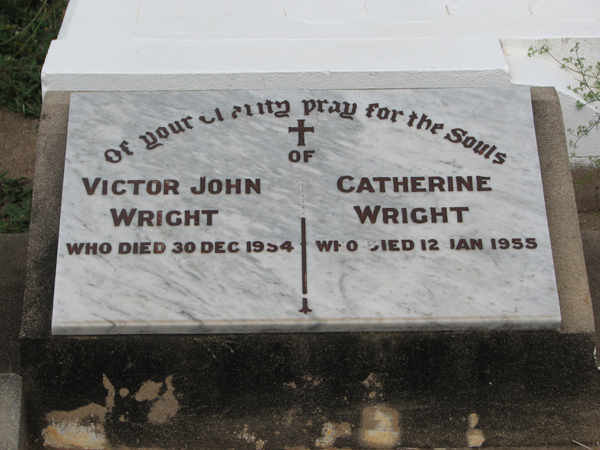 Of your Charity pray for the Souls
OF
VICTOR JOHN
WRIGHT
WHO DIED 30 DEC 1954
CATHERINE
WRIGHT
WHO DIED 12 JAN 1955